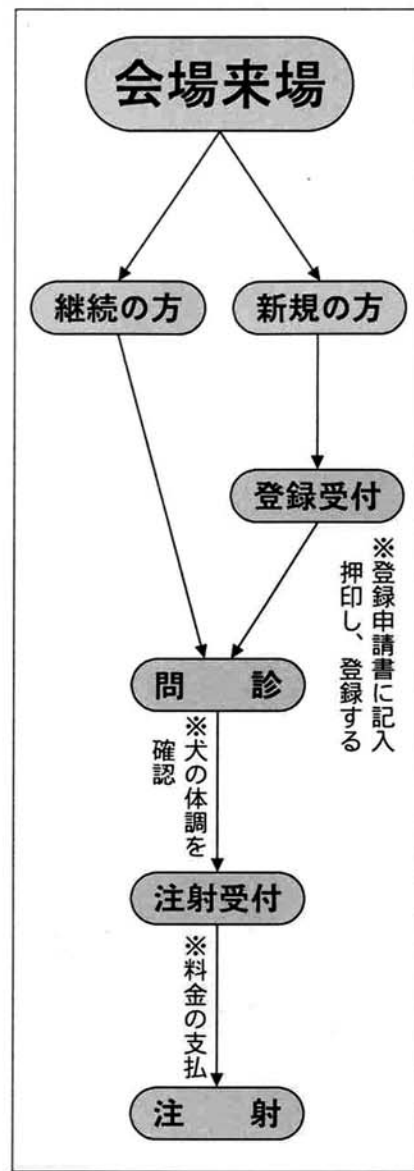 会場来場
継続の方
新規の方
登録受付
※登録申請書に記入
押印し、登録する
問　　診
※犬の体調を
確認
注射受付
※料金の支払
注　　射